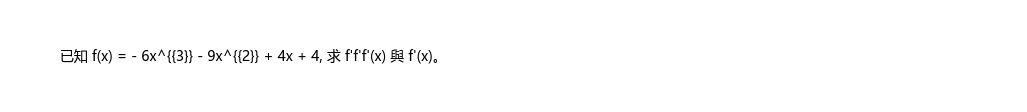 已知 f(x) = - 6x^{{3}} - 9x^{{2}} + 4x + 4, 求 f'f'f'(x) 與 f'(x)。